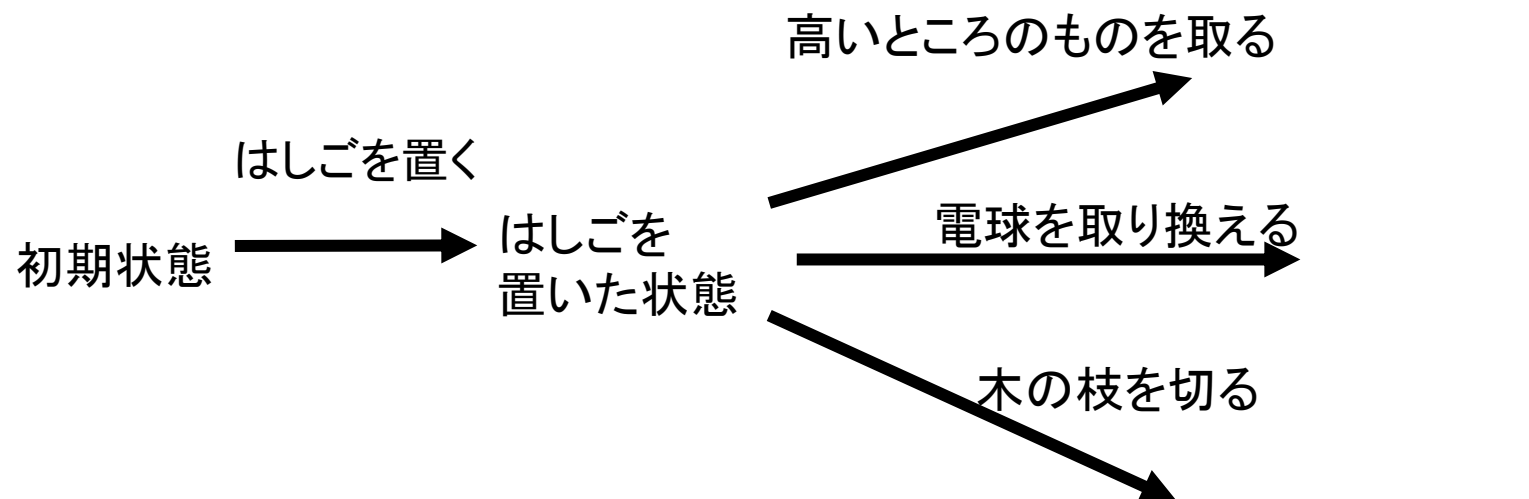 高いところのものを取る
はしごを置く
初期状態
はしごを
置いた状態
電球を取り換える
木の枝を切る